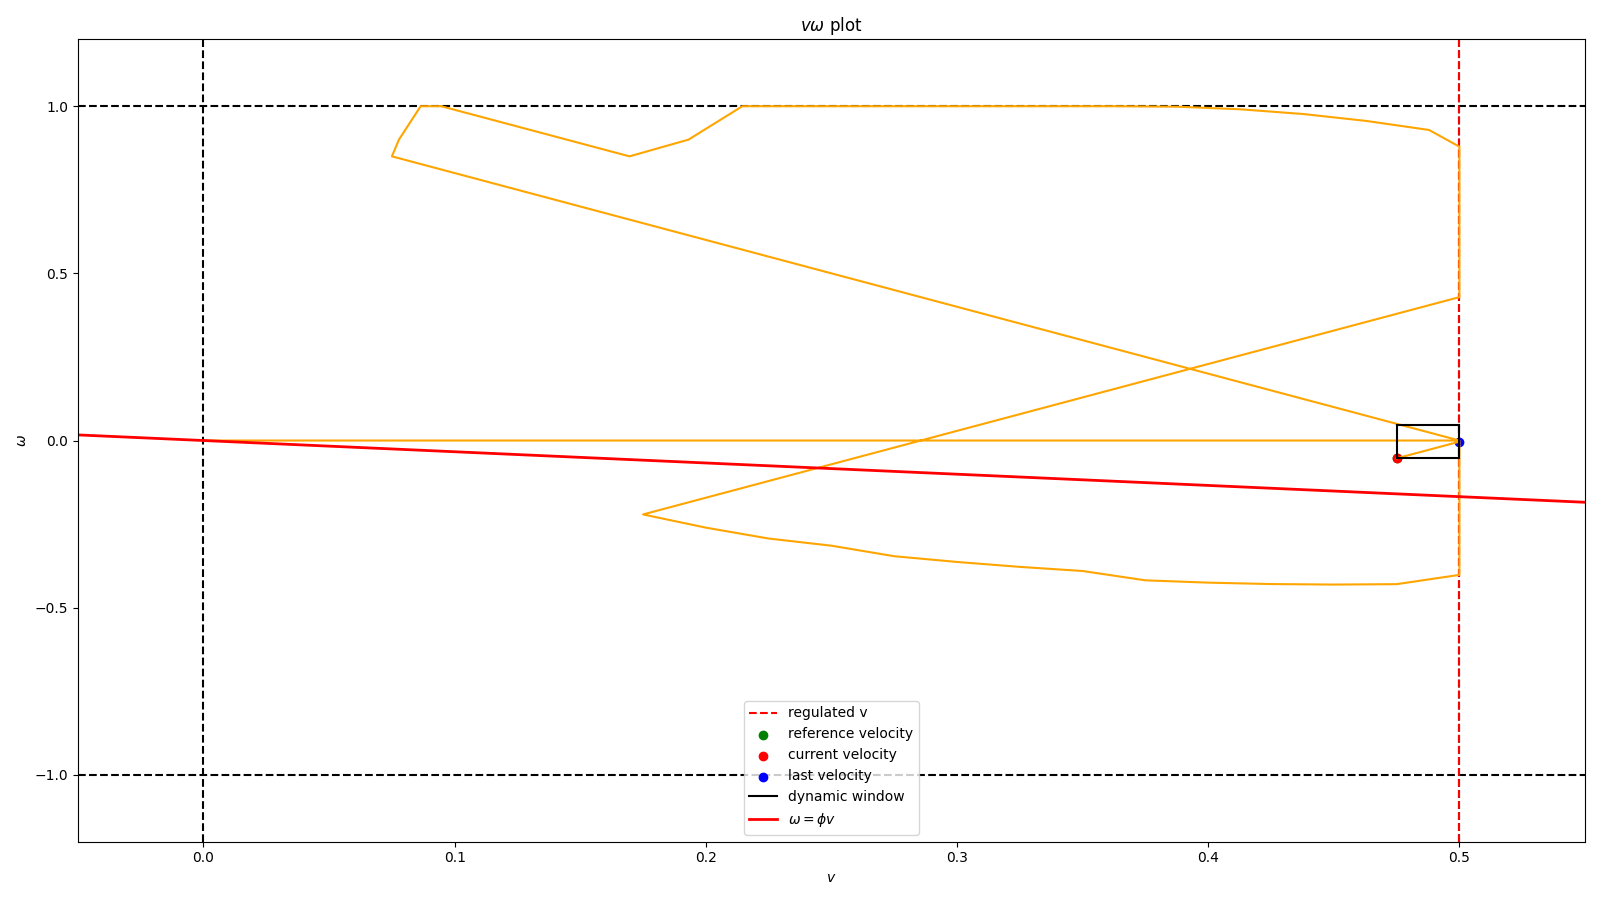 vω plot
1.0
0.5
0.0
−0.5
−1.0
ω
0.0 0.1 0.2 0.3 0.4 0.5
v
regulated v
reference velocity
current velocity
last velocity
dynamic window
ω = ϕv